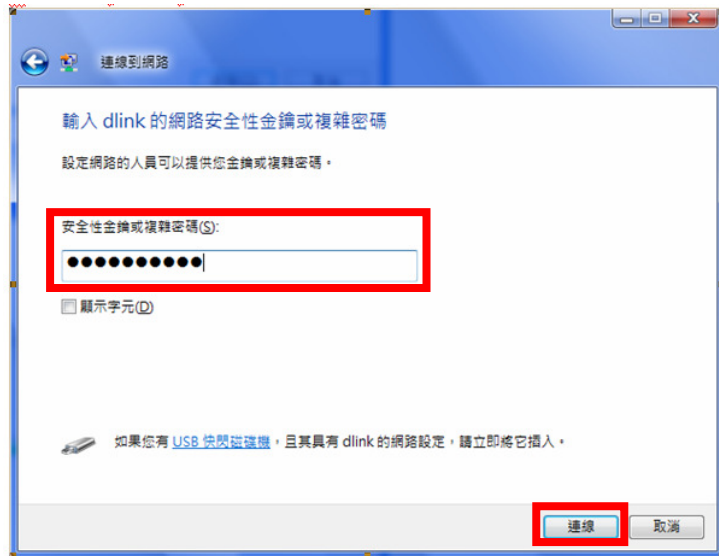 連線到網路
輸入 dlink 的網路安全性金鑰或複雜密碼
設定網路的人員可以提供您金鑰或複雜密碼。
安全性金鑰或複雜密碼(S):
●●●●●●●●●●
顯示字元(D)
如果您有 USB 快閃磁碟機，且其具有 dlink 的網路設定，請立即將它插入。
連線 取消